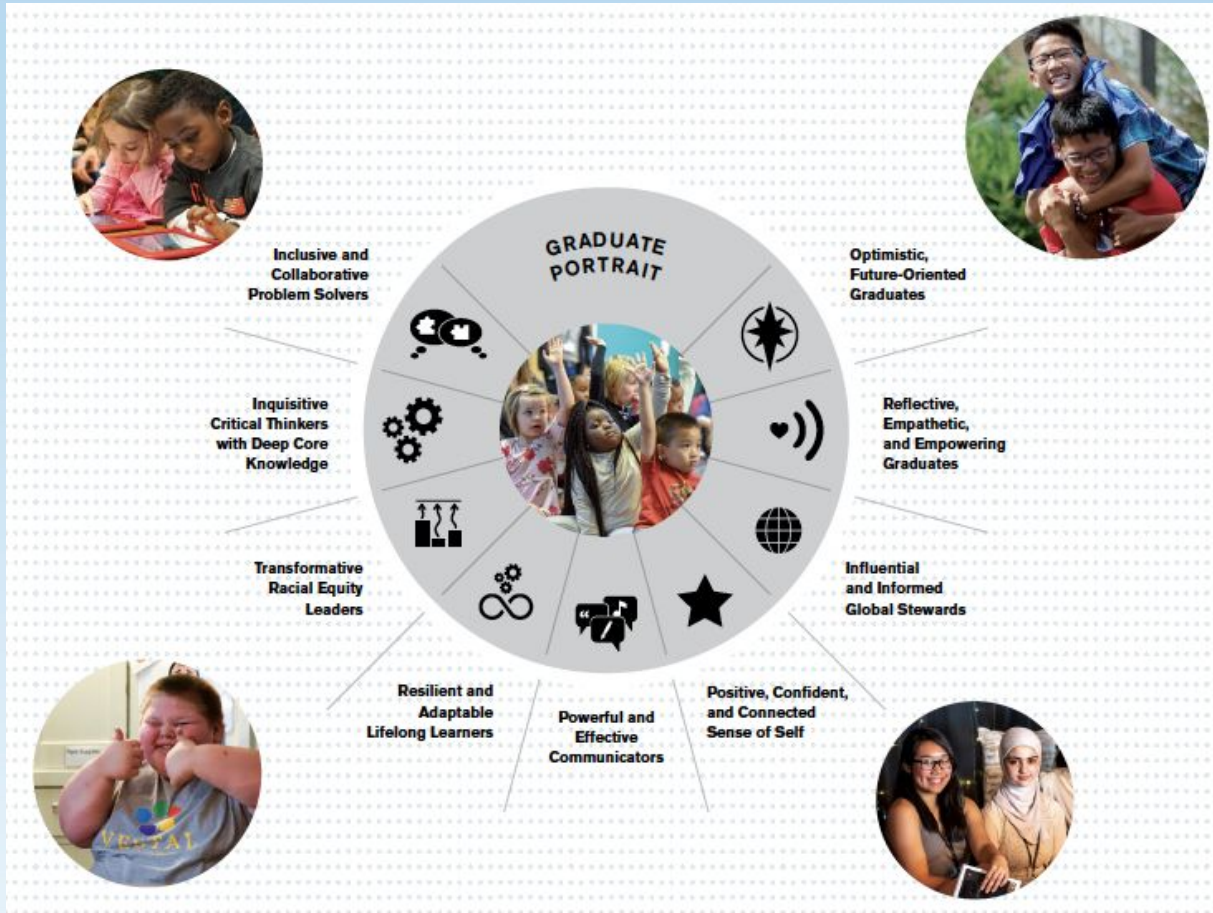 GRADUATE
PORTRAIT
Inclusive and
Collaborative
Problem Solvers
Inquisitive
Critical Thinkers
with Deep Core
Knowledge
Transformative
Racial Equity
Leaders
Resilient and
Adaptable
Lifelong Learners
Powerful and
Effective
Communicators
Positive, Confident,
and Connected
Sense of Self
Influential
and Informed
Global Stewards
Reflective,
Empathetic,
and Empowering
Graduates
Optimistic,
Future-Oriented
Graduates
VESTAL